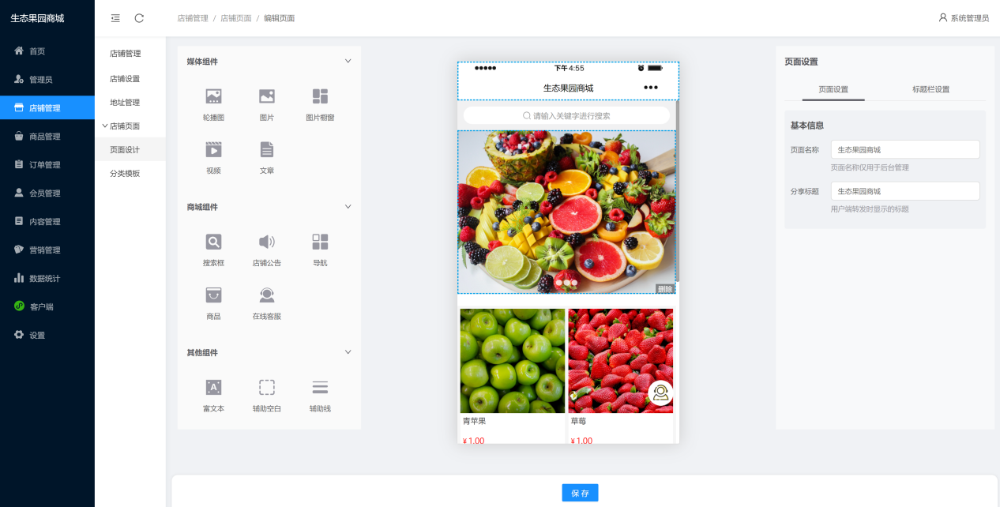 生态果园商城
店铺管理 / 店铺页面 / 编辑页面
系统管理员
首页
管理员
店铺管理
商品管理
订单管理
会员管理
内容管理
营销管理
数据统计
客户端
设置
店铺管理
店铺设置
地址管理
店铺页面
页面设计
分类模板
媒体组件
轮播图 图片 图片橱窗
视频 文章
商城组件
搜索框 店铺公告 导航
商品 在线客服
其他组件
A
富文本 辅助空白 辅助线
下午4:55
生态果园商城
请输入关键字进行搜索
删除
青苹果 草莓
¥1.00 ¥1.00
页面设置
页面设置 标题栏设置
基本信息
页面名称 生态果园商城
页面名称仅用于后台管理
分享标题 生态果园商城
用户端转发时显示的标题
保 存